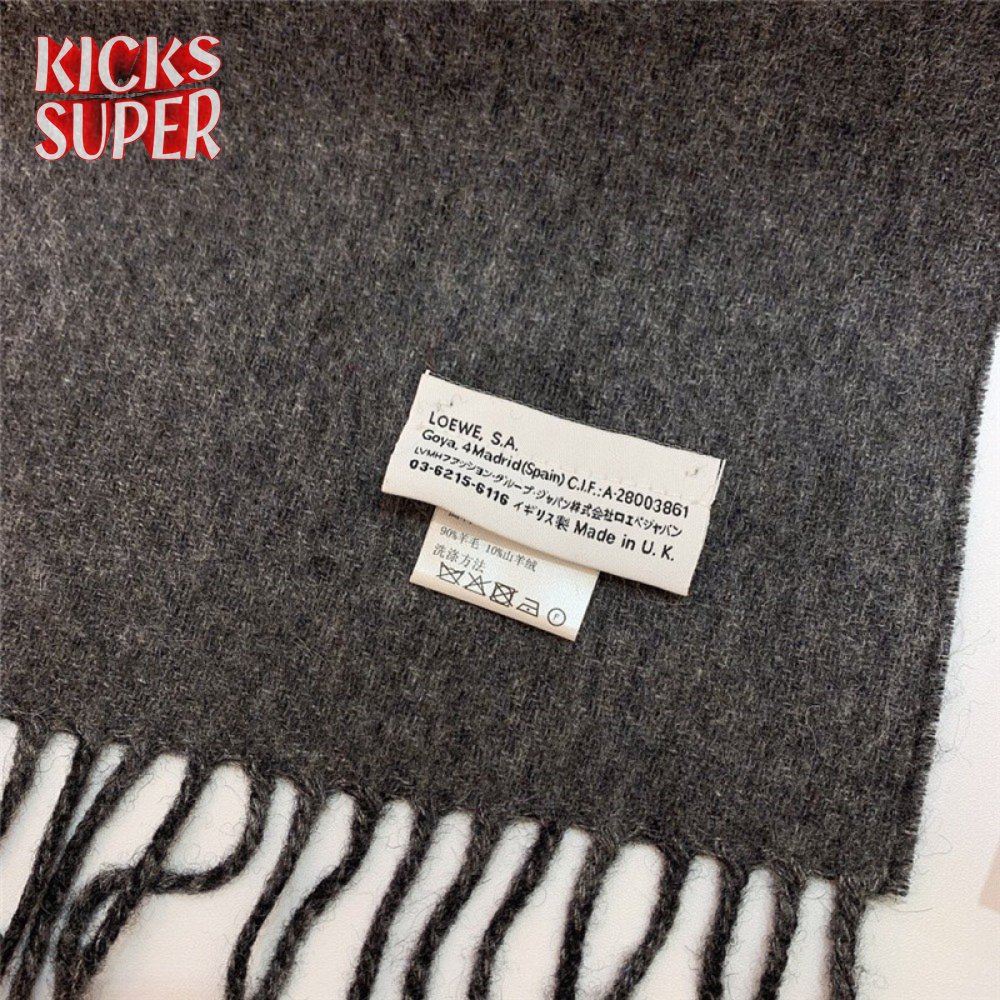 KICKS
SUPER
LOEWE, S.A.
Goya, 4 Madrid(Spain) C.I.F.: A-28003861
LVMHファッション・グループ・ジャパン株式会社ロエベジャパン
03-6215-6116 イギリス製 Made in U. K.
90%羊毛 10%山羊绒
洗涤方法
P